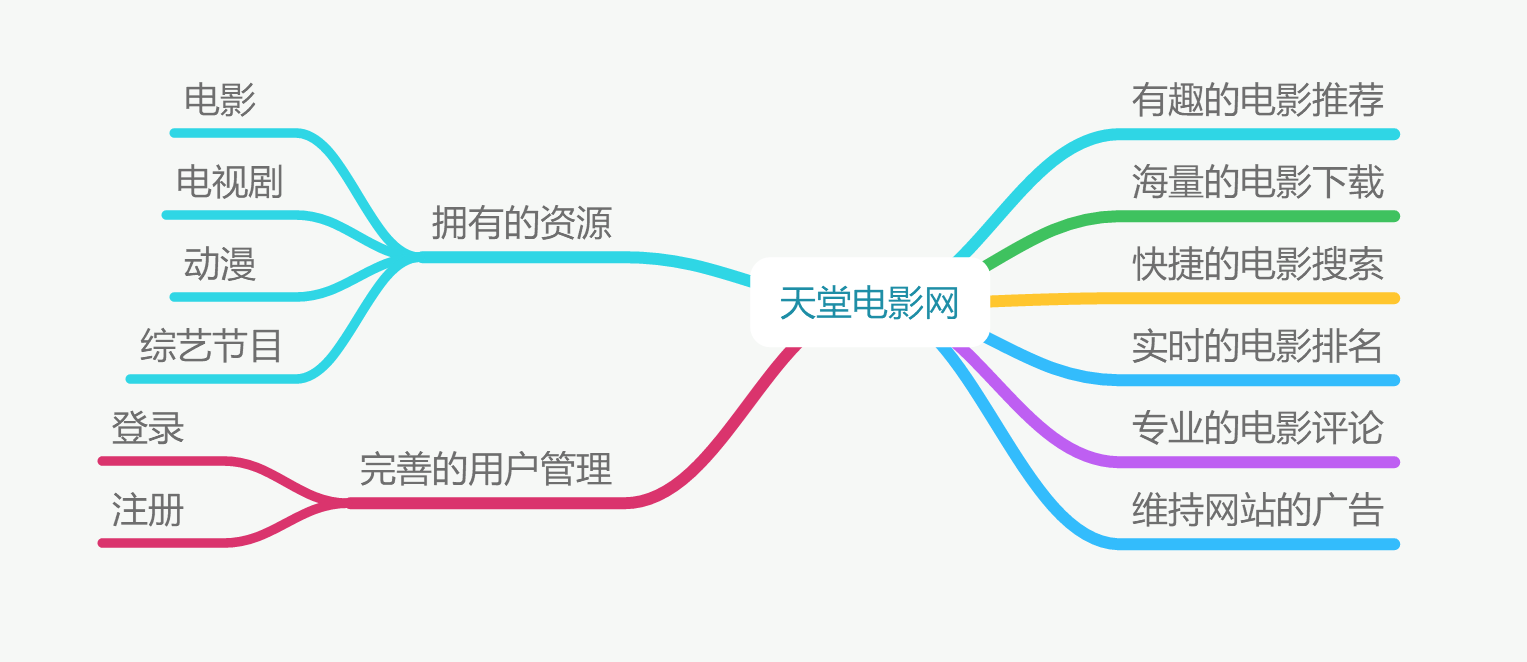 天堂电影网
有趣的电影推荐
海量的电影下载
快捷的电影搜索
实时的电影排名
专业的电影评论
维持网站的广告
拥有的资源
电影
电视剧
动漫
综艺节目
完善的用户管理
登录
注册